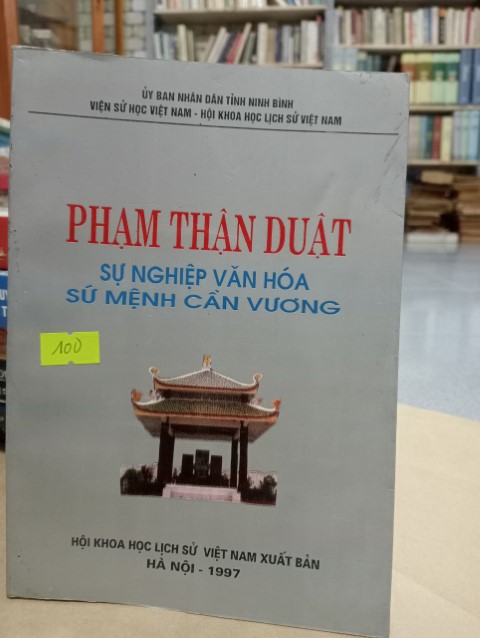 ỦY BAN NHÂN DÂN TỈNH NINH BÌNH
VIỆN SỬ HỌC VIỆT NAM - HỘI KHOA HỌC LỊCH SỬ VIỆT NAM
PHẠM THẬN DUẬT
SỰ NGHIỆP VĂN HÓA
SỨ MỆNH CẦN VƯƠNG
100
HỘI KHOA HỌC LỊCH SỬ VIỆT NAM XUẤT BẢN
HÀ NỘI - 1997